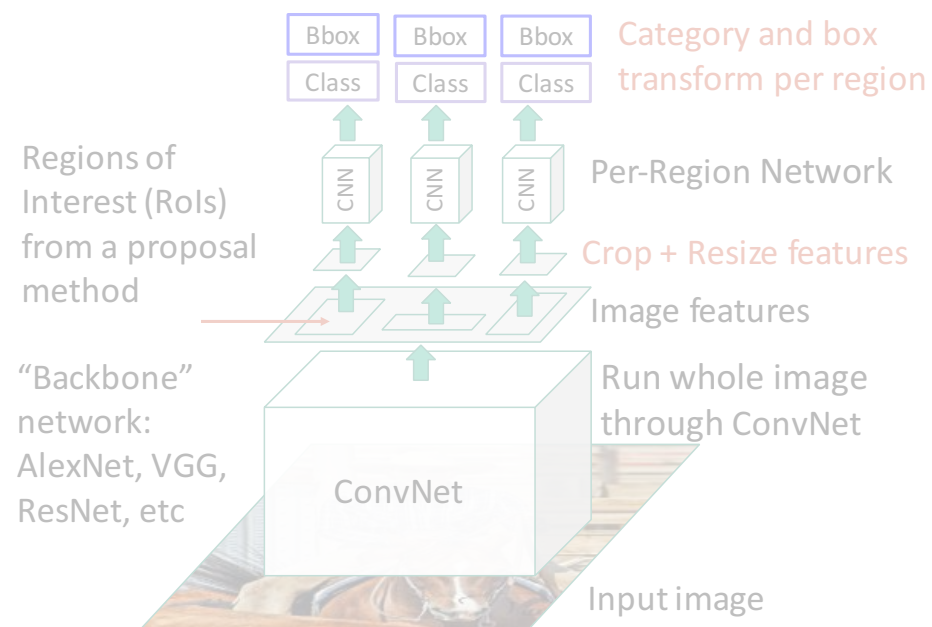 Bbox
Bbox
Bbox
Class
Class
Class
Category and box
transform per region
Regions of
Interest (RoIs)
from a proposal
method
CNN
CNN
CNN
Per-Region Network
Crop + Resize features
Image features
“Backbone”
network:
AlexNet, VGG,
ResNet, etc
Run whole image
through ConvNet
ConvNet
Input image